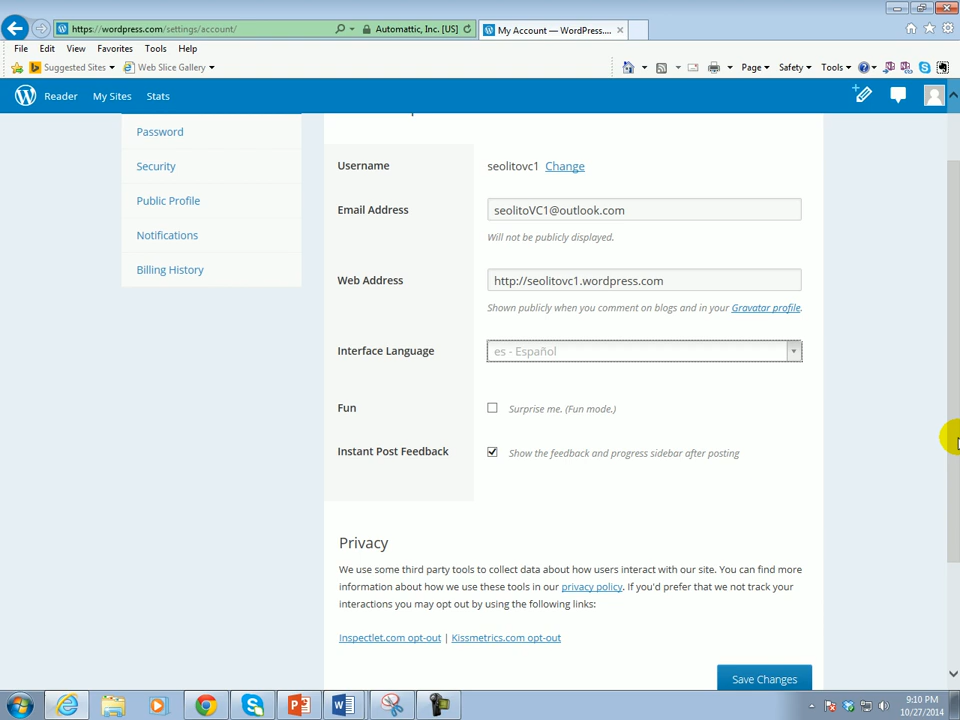 https://wordpress.com/settings/account/
Automattic, Inc. [US]
My Account — WordPress....
File Edit View Favorites Tools Help
Suggested Sites Web Slice Gallery
Page Safety Tools
Reader My Sites Stats
Password
Security
Public Profile
Notifications
Billing History
Username seolitovc1 Change
Email Address seolitoVC1@outlook.com
Will not be publicly displayed.
Web Address http://seolitovc1.wordpress.com
Shown publicly when you comment on blogs and in your Gravatar profile.
Interface Language es - Español
Fun Surprise me. (Fun mode.)
Instant Post Feedback Show the feedback and progress sidebar after posting
Privacy
We use some third party tools to collect data about how users interact with our site. You can find more
information about how we use these tools in our privacy policy. If you'd prefer that we not track your
interactions you may opt out by using the following links:
Inspectlet.com opt-out | Kissmetrics.com opt-out
Save Changes
9:10 PM
10/27/2014